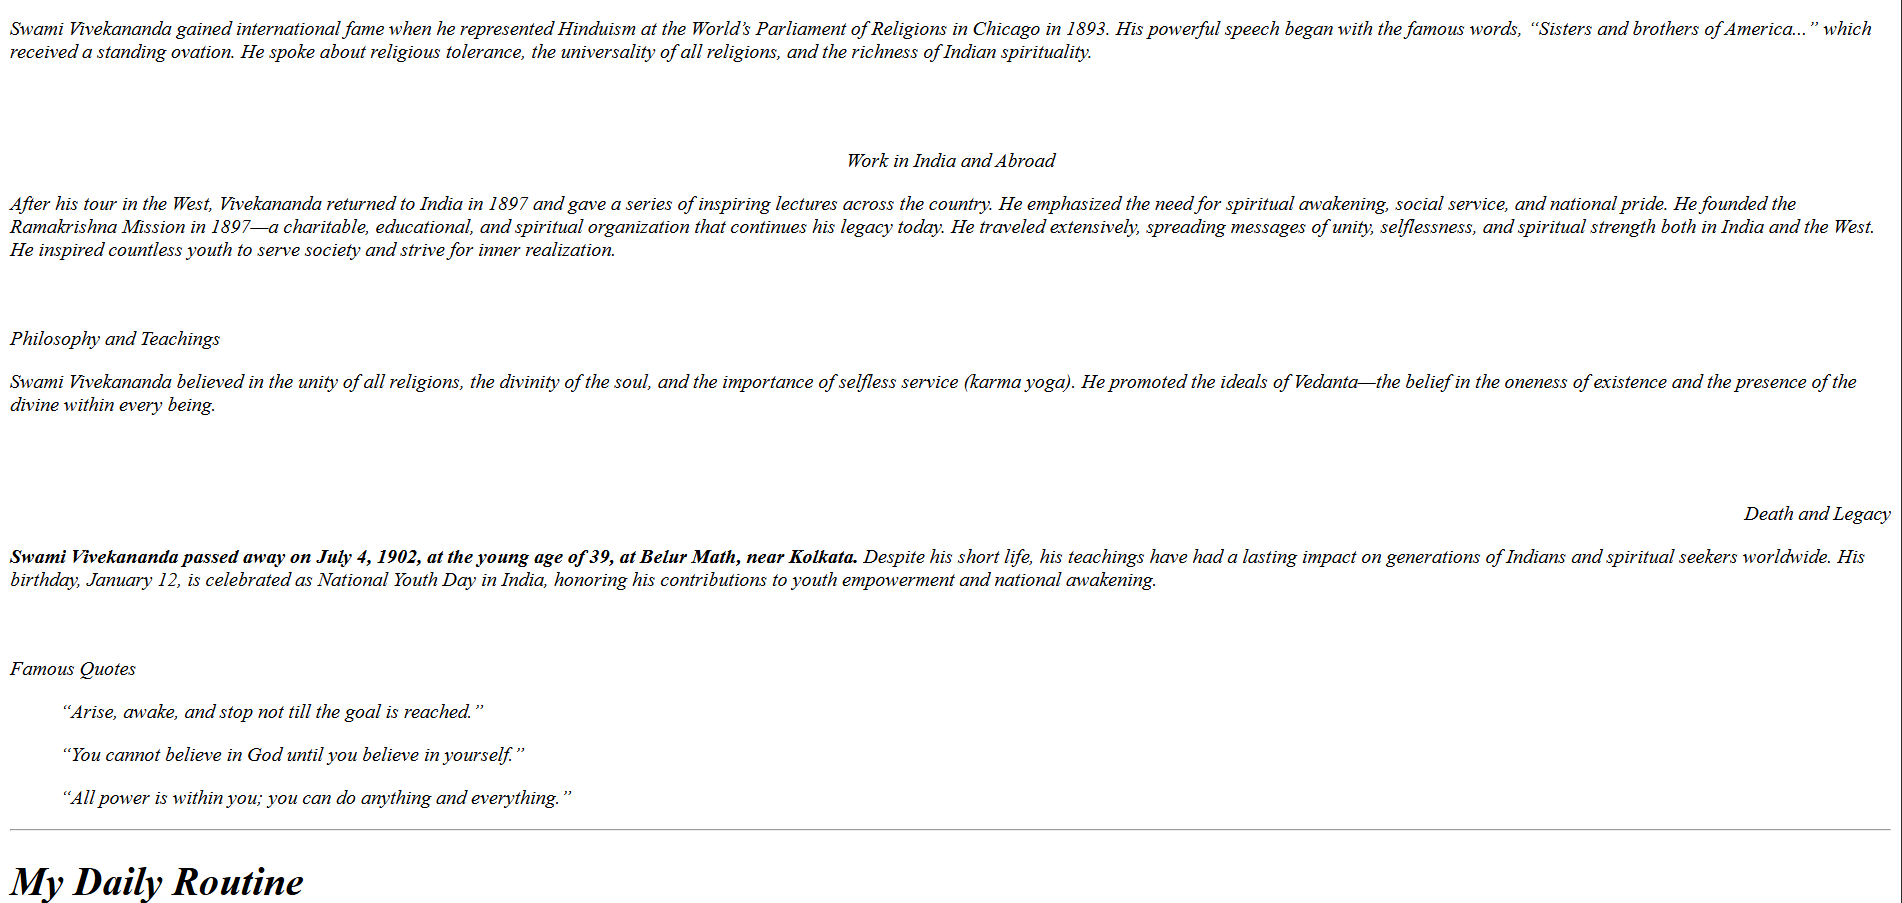 Swami Vivekananda gained international fame when he represented Hinduism at the World’s Parliament of Religions in Chicago in 1893. His powerful speech began with the famous words, “Sisters and brothers of America...” which
received a standing ovation. He spoke about religious tolerance, the universality of all religions, and the richness of Indian spirituality.
Work in India and Abroad
After his tour in the West, Vivekananda returned to India in 1897 and gave a series of inspiring lectures across the country. He emphasized the need for spiritual awakening, social service, and national pride. He founded the
Ramakrishna Mission in 1897—a charitable, educational, and spiritual organization that continues his legacy today. He traveled extensively, spreading messages of unity, selflessness, and spiritual strength both in India and the West.
He inspired countless youth to serve society and strive for inner realization.
Philosophy and Teachings
Swami Vivekananda believed in the unity of all religions, the divinity of the soul, and the importance of selfless service (karma yoga). He promoted the ideals of Vedanta—the belief in the oneness of existence and the presence of the
divine within every being.
Death and Legacy
Swami Vivekananda passed away on July 4, 1902, at the young age of 39, at Belur Math, near Kolkata. Despite his short life, his teachings have had a lasting impact on generations of Indians and spiritual seekers worldwide. His
birthday, January 12, is celebrated as National Youth Day in India, honoring his contributions to youth empowerment and national awakening.
Famous Quotes
“Arise, awake, and stop not till the goal is reached.”
“You cannot believe in God until you believe in yourself.”
“All power is within you; you can do anything and everything.”
My Daily Routine